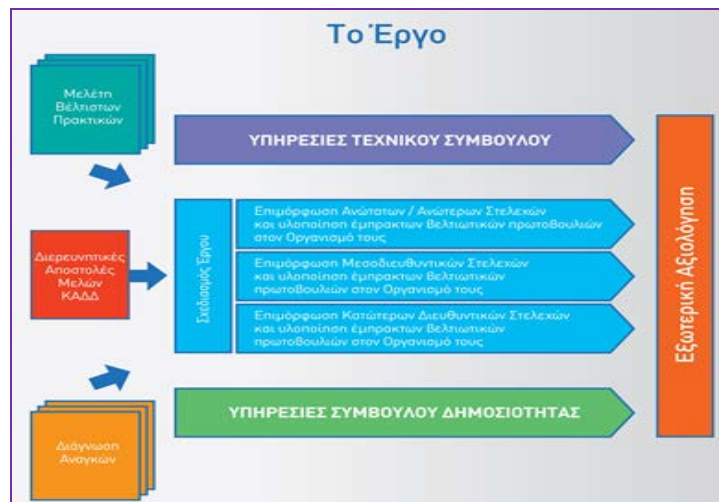 Το Έργο
Μελέτη
Βέλτιστων
Πρακτικών
ΥΠΗΡΕΣΙΕΣ ΤΕΧΝΙΚΟΥ ΣΥΜΒΟΥΛΟΥ
Διερευνητικές
Αποστολές
Μελών
ΚΑΔΔ
Σχεδιασμός Έργου
Επιμόρφωση Ανώτατων / Ανώτερων Στελεχών
και υλοποίηση έμπρακτων βελτιωτικών πρωτοβουλιών
στον Οργανισμό τους
Επιμόρφωση Μεσοδιευθυντικών Στελεχών
και υλοποίηση έμπρακτων Βελτιωτικών
πρωτοβουλιών στον Οργανισμό τους
Επιμόρφωση Κατώτερων Διευθυντικών Στελεχών
και υλοποίηση έμπρακτων Βελτιωτικών
πρωτοβουλιών στον Οργανισμό τους
Διάγνωση
Αναγκών
ΥΠΗΡΕΣΙΕΣ ΣΥΜΒΟΥΛΟΥ ΔΗΜΟΣΙΟΤΗΤΑΣ
Εξωτερική Αξιολόγηση